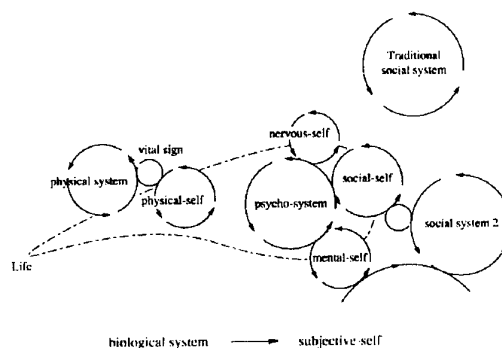 Traditional
social system
nervous-self
vital sign
physical system
physical-self
psycho-system
social-self
social system 2
mental-self
Life
biological system
subjective self